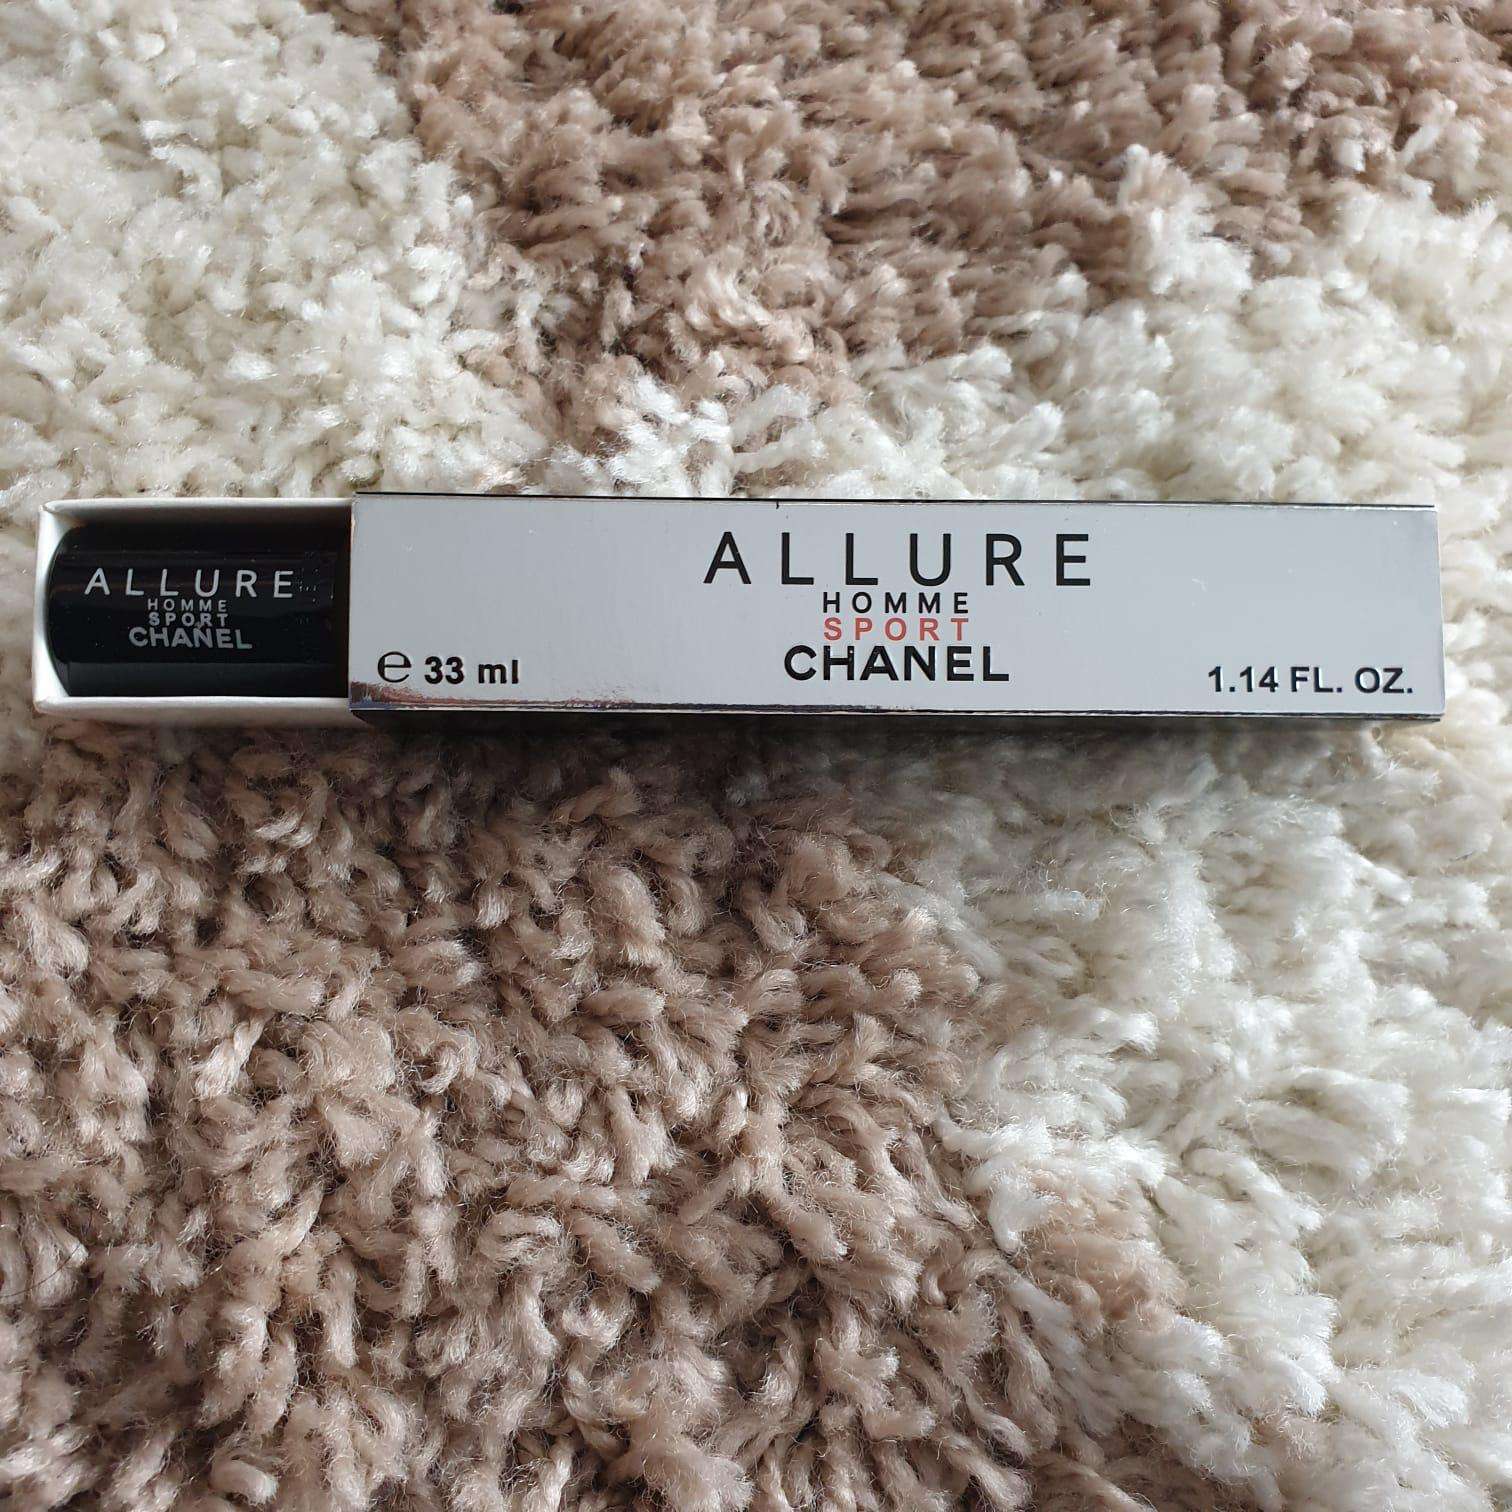 ALLURE
HOMME
SPORT
CHANEL
ALLURE
HOMME
SPORT
CHANEL
e 33 ml
1.14 FL. OZ.